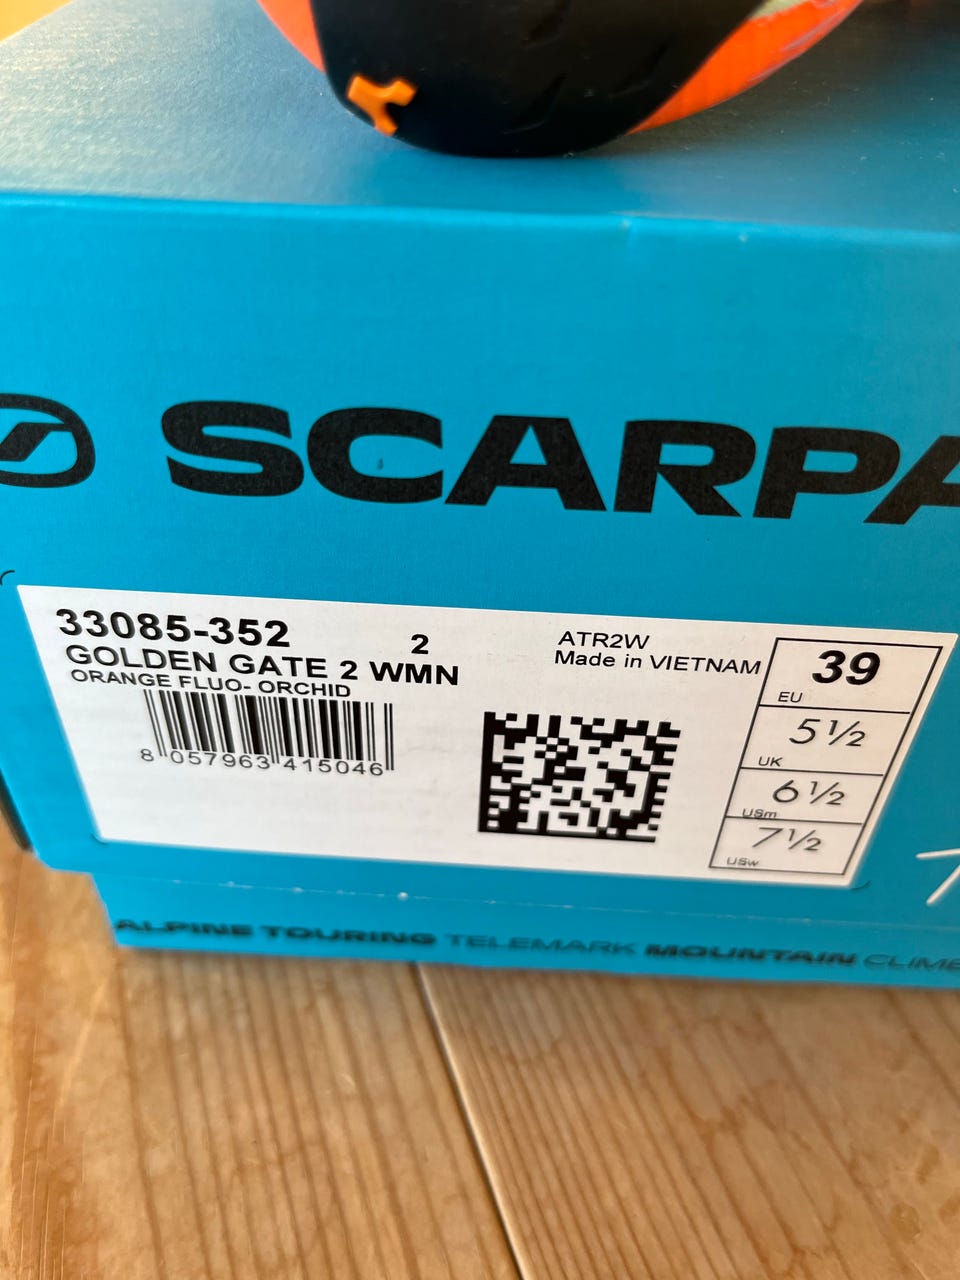 SCARPA
33085-352
2
GOLDEN GATE 2 WMN
ORANGE FLUO- ORCHID
8 057963 415046
ATR2W
Made in VIETNAM
39
EU
5½
UK
6½
USm
7½
USw
ALPINE TOURING TELEMARK MOUNTAIN CLIMB